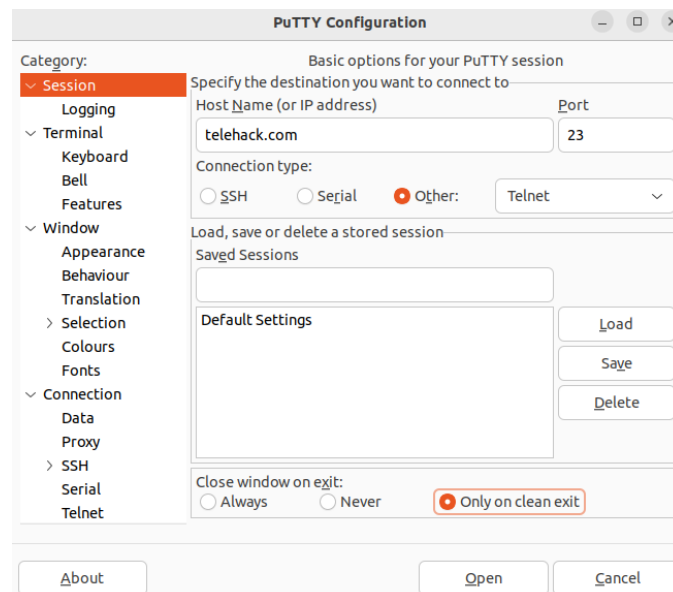 PuTTY Configuration
Category:
Session
Logging
Terminal
Keyboard
Bell
Features
Window
Appearance
Behaviour
Translation
Selection
Colours
Fonts
Connection
Data
Proxy
SSH
Serial
Telnet
Basic options for your PuTTY session
Specify the destination you want to connect to
Host Name (or IP address) Port
telehack.com 23
Connection type:
SSH Serial Other: Telnet
Load, save or delete a stored session
Saved Sessions
Default Settings
Load
Save
Delete
Close window on exit:
Always Never Only on clean exit
About Open Cancel